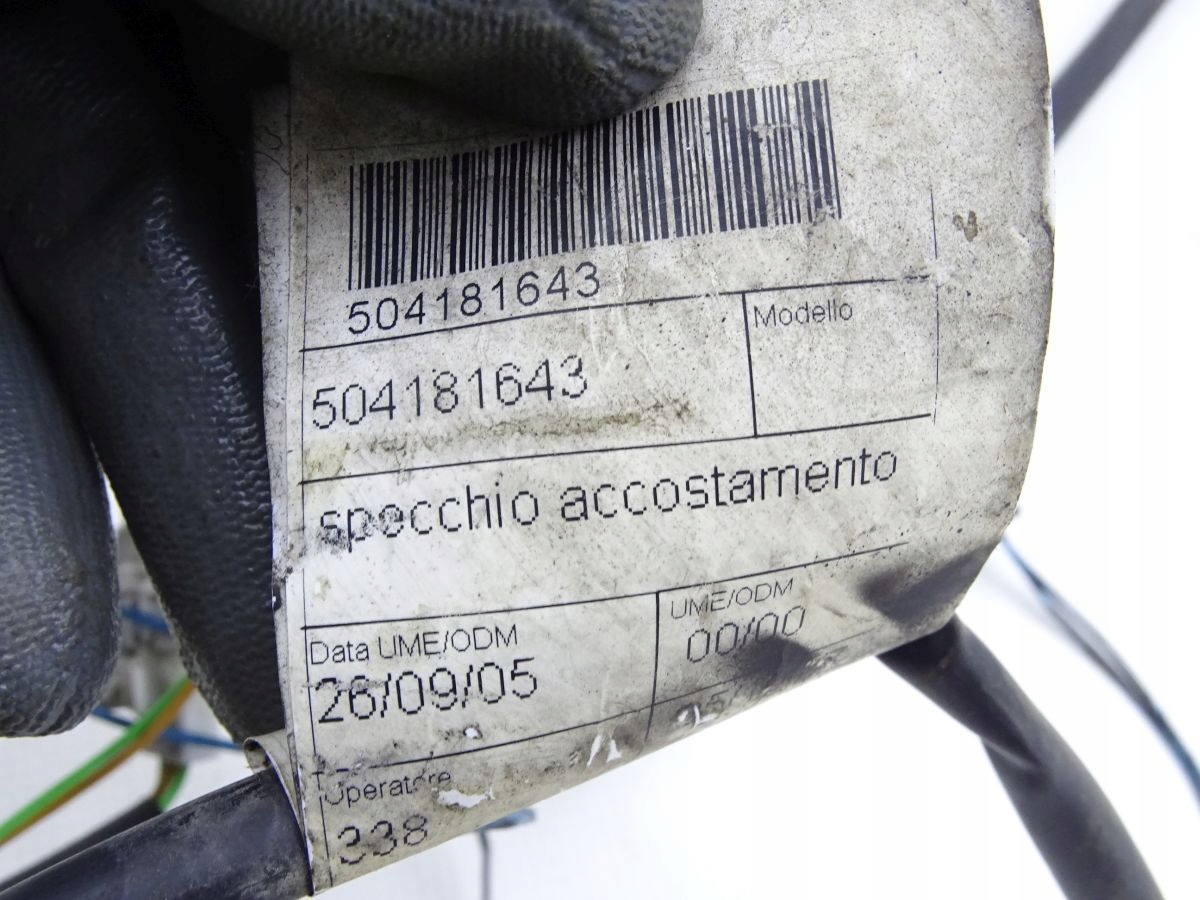 504181643
Modello
504181643
specchio accostamento
Data UME/ODM
26/09/05
UME/ODM
00/00
Operatore
338